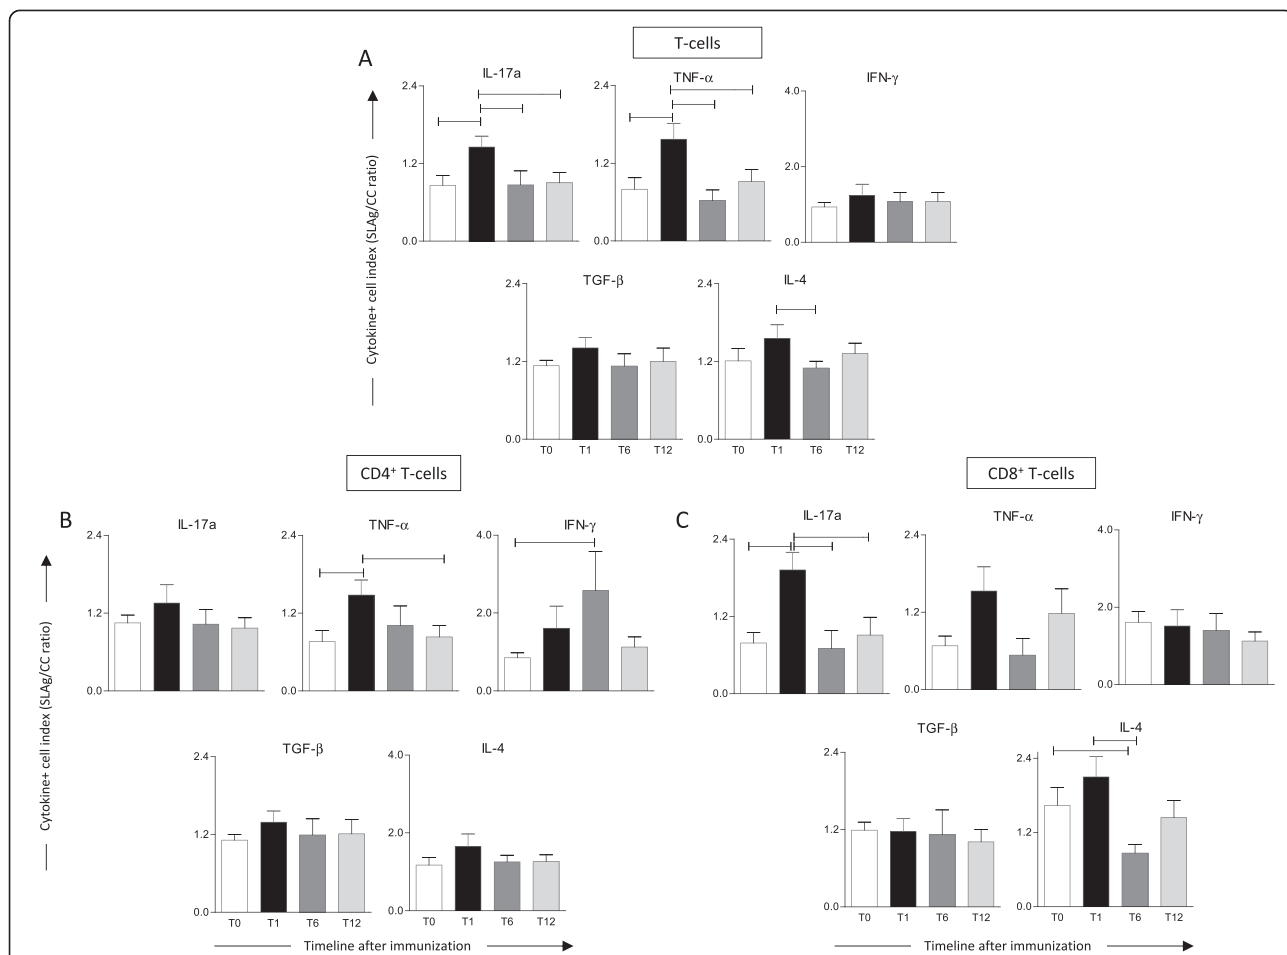 T-cells
A
IL-17a
TNF-α
IFN-γ
2.4
1.2
0.0
2.4
1.2
0.0
4.0
2.0
0.0
Cytokine+ cell index (SLAg/CC ratio)
TGF-β
IL-4
2.4
1.2
0.0
2.4
1.2
0.0
T0 T1 T6 T12
T0 T1 T6 T12
CD4⁺ T-cells
B
IL-17a
TNF-α
IFN-γ
2.4
1.2
0.0
2.4
1.2
0.0
4.0
2.0
0.0
Cytokine+ cell index (SLAg/CC ratio)
TGF-β
IL-4
2.4
1.2
0.0
4.0
2.0
0.0
T0 T1 T6 T12
T0 T1 T6 T12
Timeline after immunization
CD8⁺ T-cells
C
IL-17a
TNF-α
IFN-γ
2.4
1.2
0.0
2.4
1.2
0.0
4.0
2.0
0.0
TGF-β
IL-4
2.4
1.2
0.0
2.4
1.2
0.0
T0 T1 T6 T12
T0 T1 T6 T12
Timeline after immunization